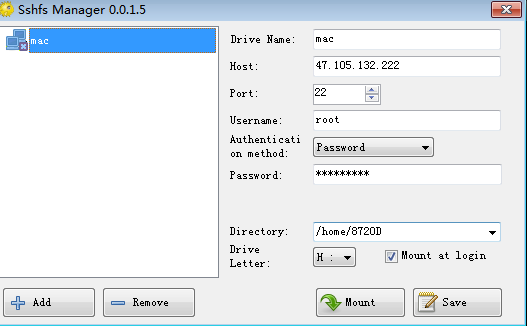 Sshfs Manager 0.0.1.5
mac
Drive Name: mac
Host: 47.105.132.222
Port: 22
Username: root
Authenticati
on method: Password
Password: *********
Directory: /home/8720D
Drive
Letter: H : Mount at login
Add Remove Mount Save